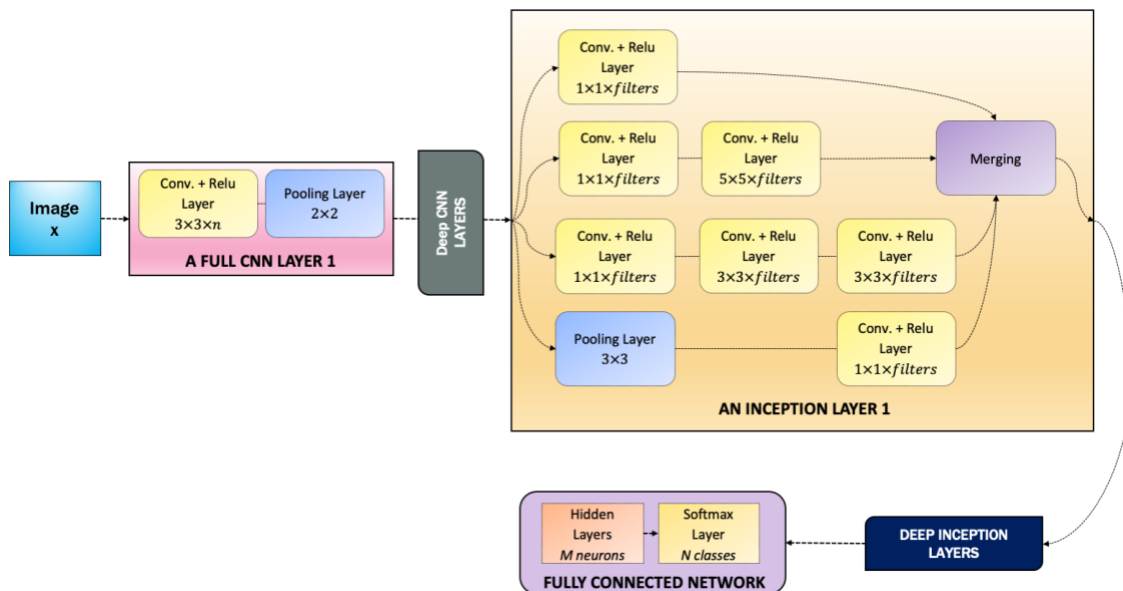 Image
x
Conv. + Relu
Layer
3×3×n
Pooling Layer
2×2
A FULL CNN LAYER 1
Deep CNN
LAYERS
Conv. + Relu
Layer
1×1×filters
Conv. + Relu
Layer
1×1×filters
Conv. + Relu
Layer
5×5×filters
Merging
Conv. + Relu
Layer
1×1×filters
Conv. + Relu
Layer
3×3×filters
Conv. + Relu
Layer
3×3×filters
Pooling Layer
3×3
Conv. + Relu
Layer
1×1×filters
AN INCEPTION LAYER 1
Hidden
Layers
M neurons
Softmax
Layer
N classes
FULLY CONNECTED NETWORK
DEEP INCEPTION
LAYERS